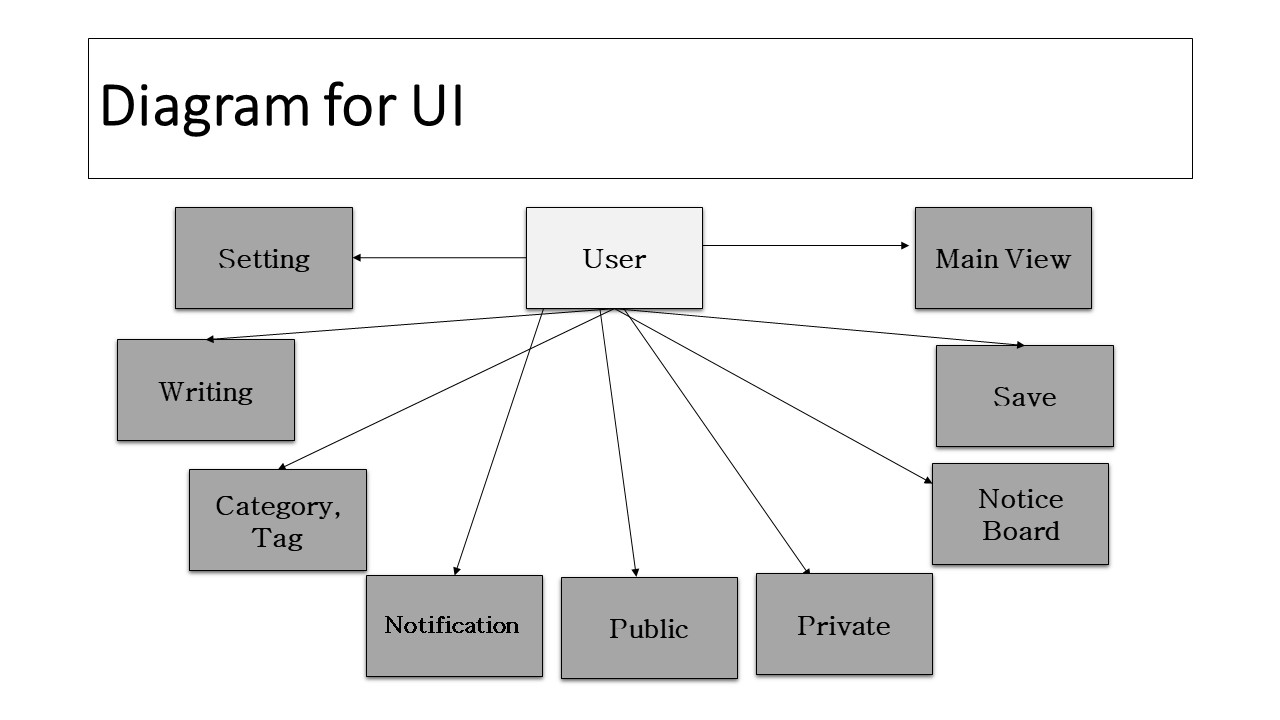 Diagram for UI
Setting
User
Main View
Writing
Save
Category,
Tag
Notice
Board
Notification
Public
Private